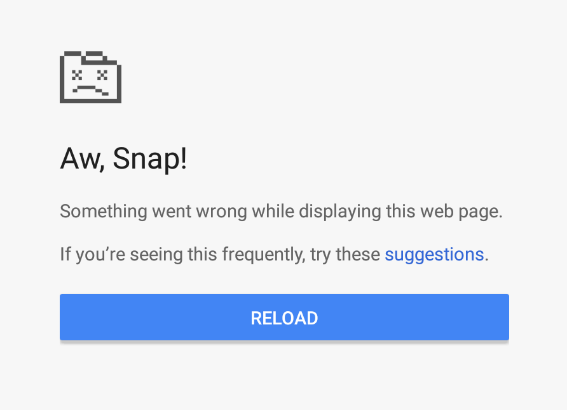 Aw, Snap!
Something went wrong while displaying this web page.
If you’re seeing this frequently, try these suggestions.
RELOAD